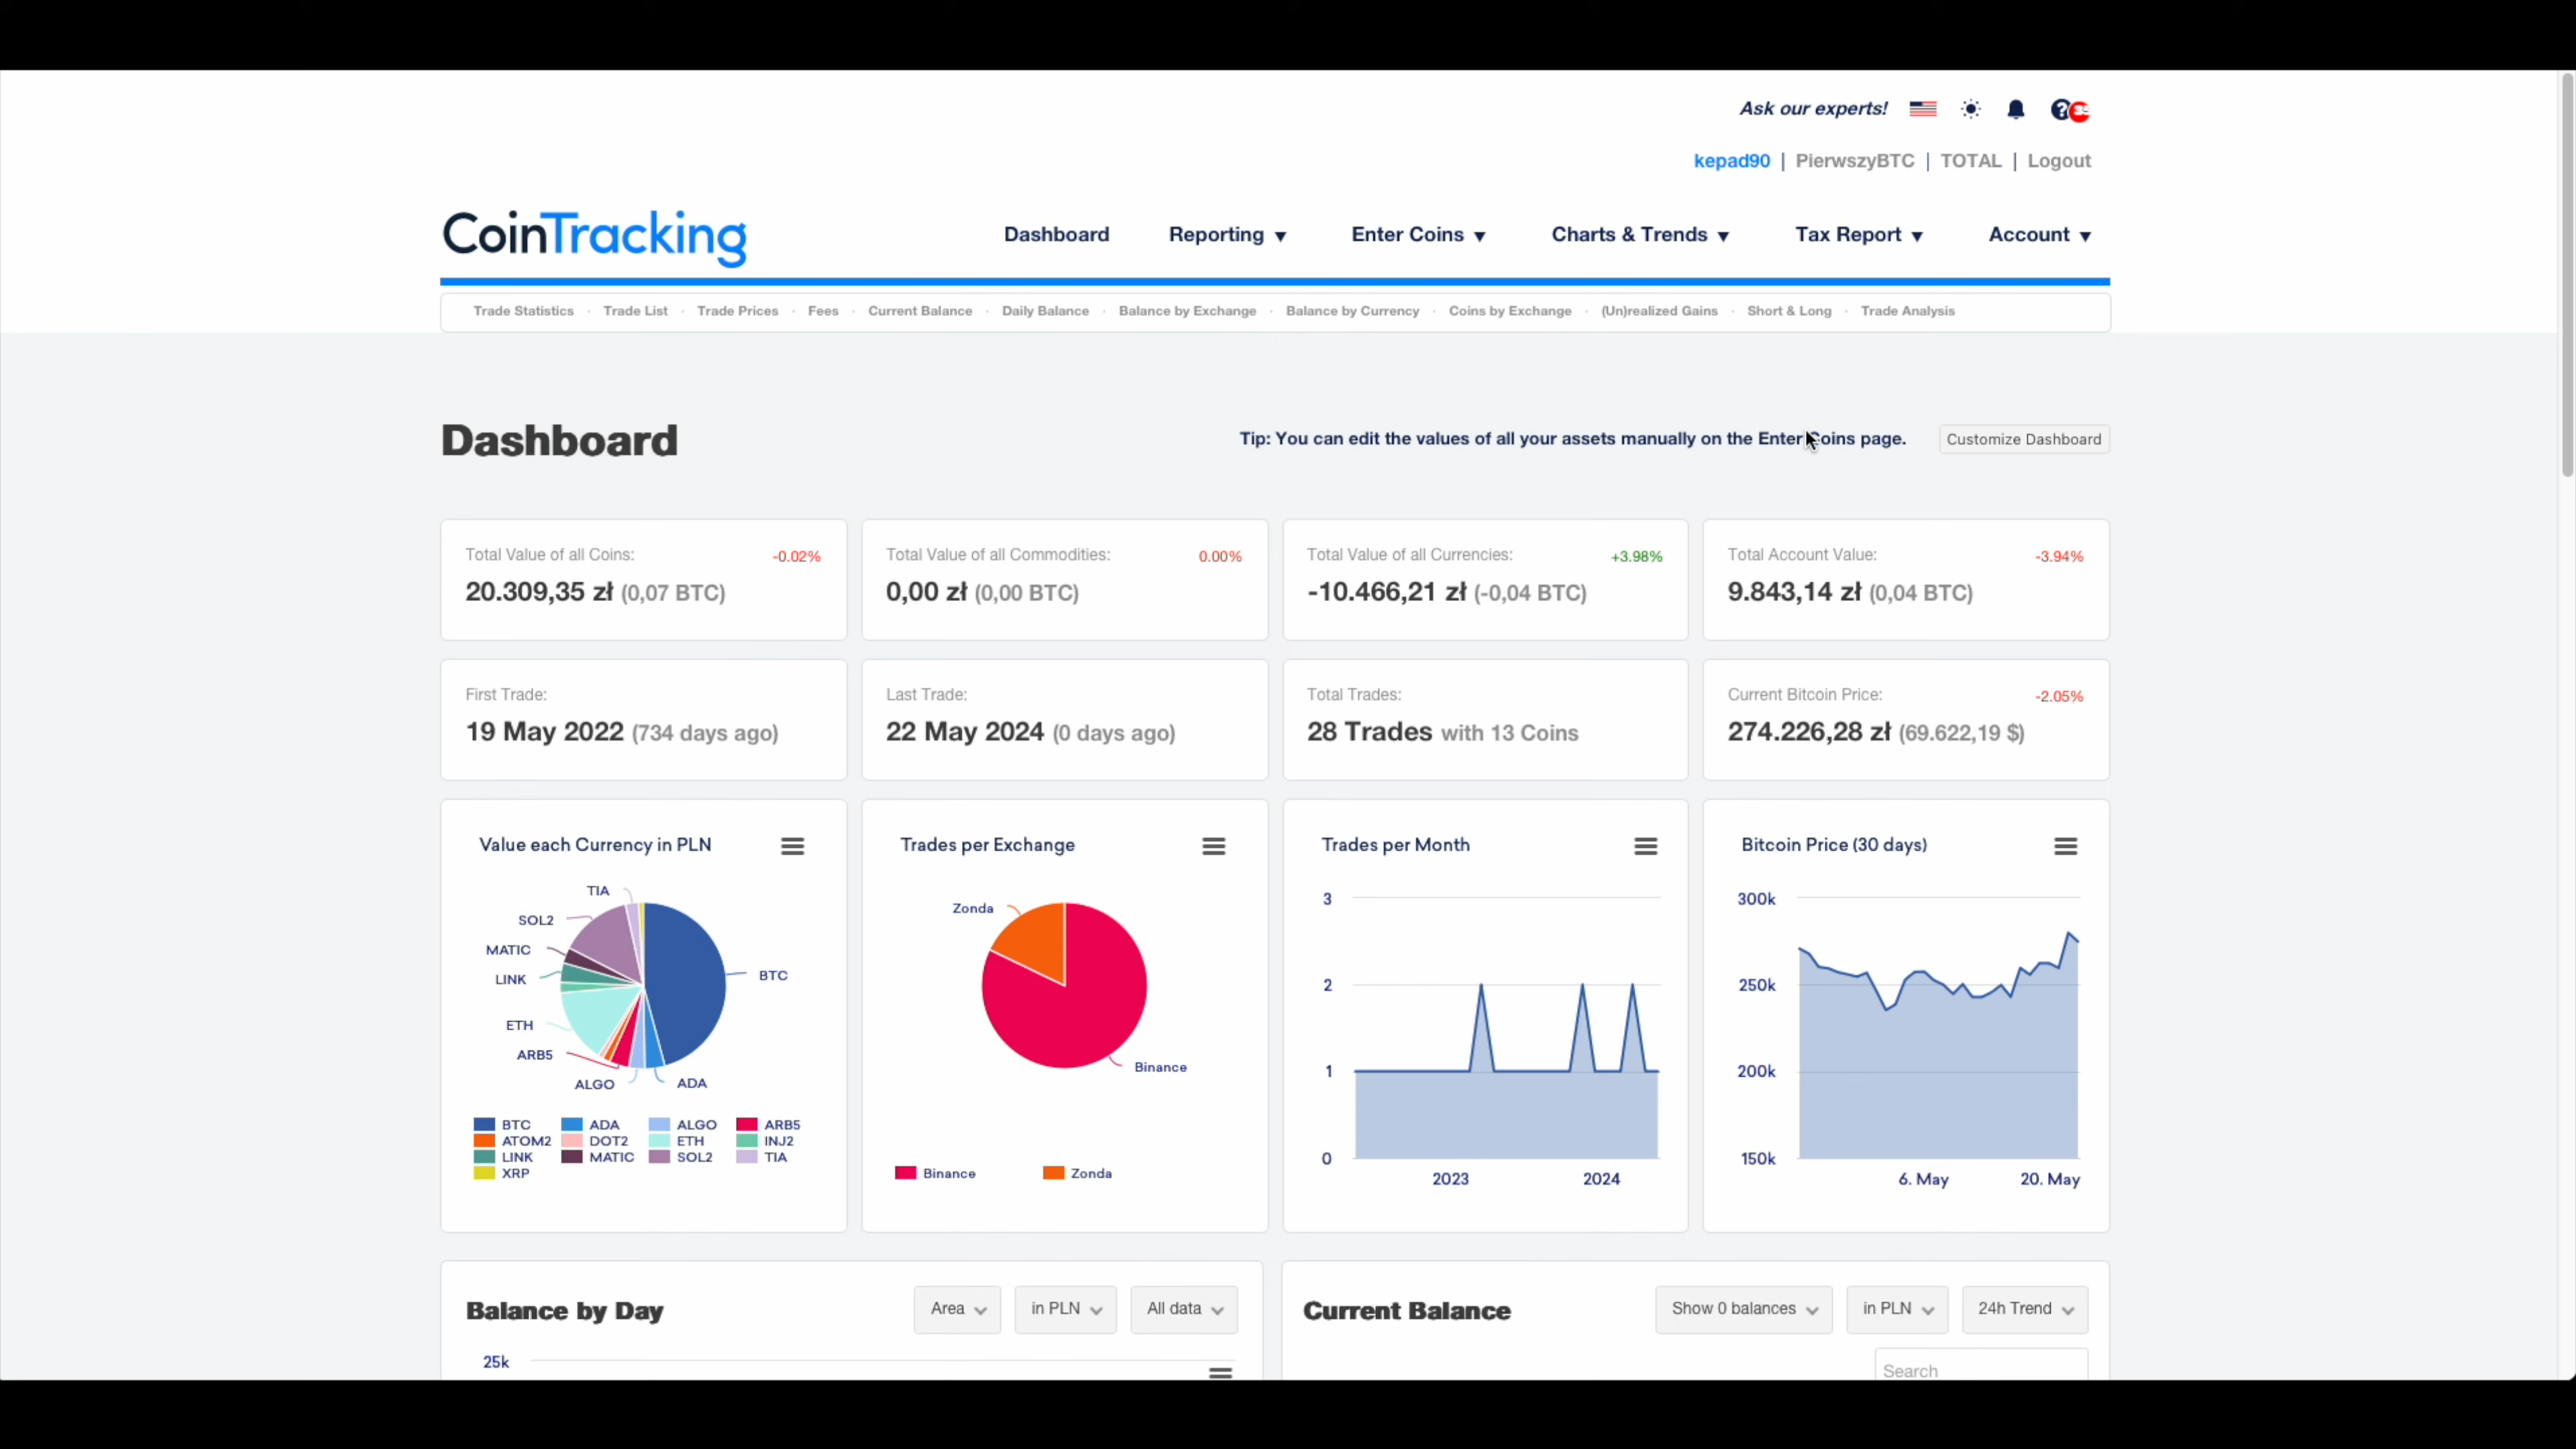 Ask our experts!
kepad90 | PierwszyBTC | TOTAL | Logout
CoinTracking
Dashboard Reporting ▼ Enter Coins ▼ Charts & Trends ▼ Tax Report ▼ Account ▼
Trade Statistics · Trade List · Trade Prices · Fees · Current Balance · Daily Balance · Balance by Exchange · Balance by Currency · Coins by Exchange · (Un)realized Gains · Short & Long · Trade Analysis
Dashboard
Tip: You can edit the values of all your assets manually on the Enter Coins page.
Customize Dashboard
Total Value of all Coins: -0.02%
20.309,35 zł (0,07 BTC)
Total Value of all Commodities: 0.00%
0,00 zł (0,00 BTC)
Total Value of all Currencies: +3.98%
-10.466,21 zł (-0,04 BTC)
Total Account Value: -3.94%
9.843,14 zł (0,04 BTC)
First Trade:
19 May 2022 (734 days ago)
Last Trade:
22 May 2024 (0 days ago)
Total Trades:
28 Trades with 13 Coins
Current Bitcoin Price: -2.05%
274.226,28 zł (69.622,19 $)
Value each Currency in PLN
TIA
SOL2
MATIC
LINK
ETH
ARB5
ALGO
ADA
BTC
BTC ADA ALGO ARB5
ATOM2 DOT2 ETH INJ2
LINK MATIC SOL2 TIA
XRP
Trades per Exchange
Zonda
Binance
Binance Zonda
Trades per Month
3
2
1
0
2023 2024
Bitcoin Price (30 days)
300k
250k
200k
150k
6. May 20. May
Balance by Day
Area in PLN All data
25k
Current Balance
Show 0 balances in PLN 24h Trend
Search